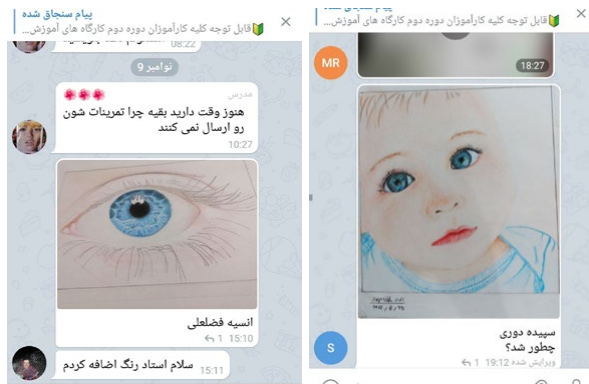 پیام سنجاق شده
🔰قابل توجه کلیه کارآموزان دوره دوم کارگاه های آموزش...
08:22
نوامبر 9
مدرس
هنوز وقت دارید بقیه چرا تمرینات شون
رو ارسال نمی کنند
10:27
انسیه فضلعلی
1 15:10
سلام استاد رنگ اضافه کردم
15:11
پیام سنجاق شده
🔰قابل توجه کلیه کارآموزان دوره دوم کارگاه های آموزش...
MR
18:27
سپیده دوری
چطور شد؟
1 ویرایش شده 19:12
S